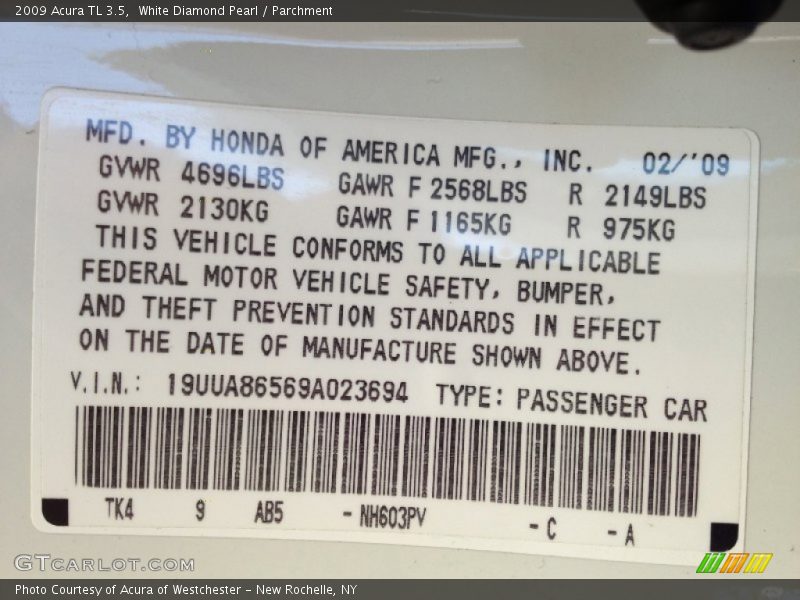 2009 Acura TL 3.5,  White Diamond Pearl / Parchment
MFD. BY HONDA OF AMERICA MFG., INC. 02/'09
GVWR 4696LBS GAWR F 2568LBS R 2149LBS
GVWR 2130KG GAWR F 1165KG R 975KG
THIS VEHICLE CONFORMS TO ALL APPLICABLE
FEDERAL MOTOR VEHICLE SAFETY, BUMPER,
AND THEFT PREVENTION STANDARDS IN EFFECT
ON THE DATE OF MANUFACTURE SHOWN ABOVE.
V.I.N.: 19UUA86569A023694 TYPE: PASSENGER CAR
TK4 9 AB5 - NH603PV - C - A
GTCARLOT.COM
Photo Courtesy of Acura of Westchester – New Rochelle, NY